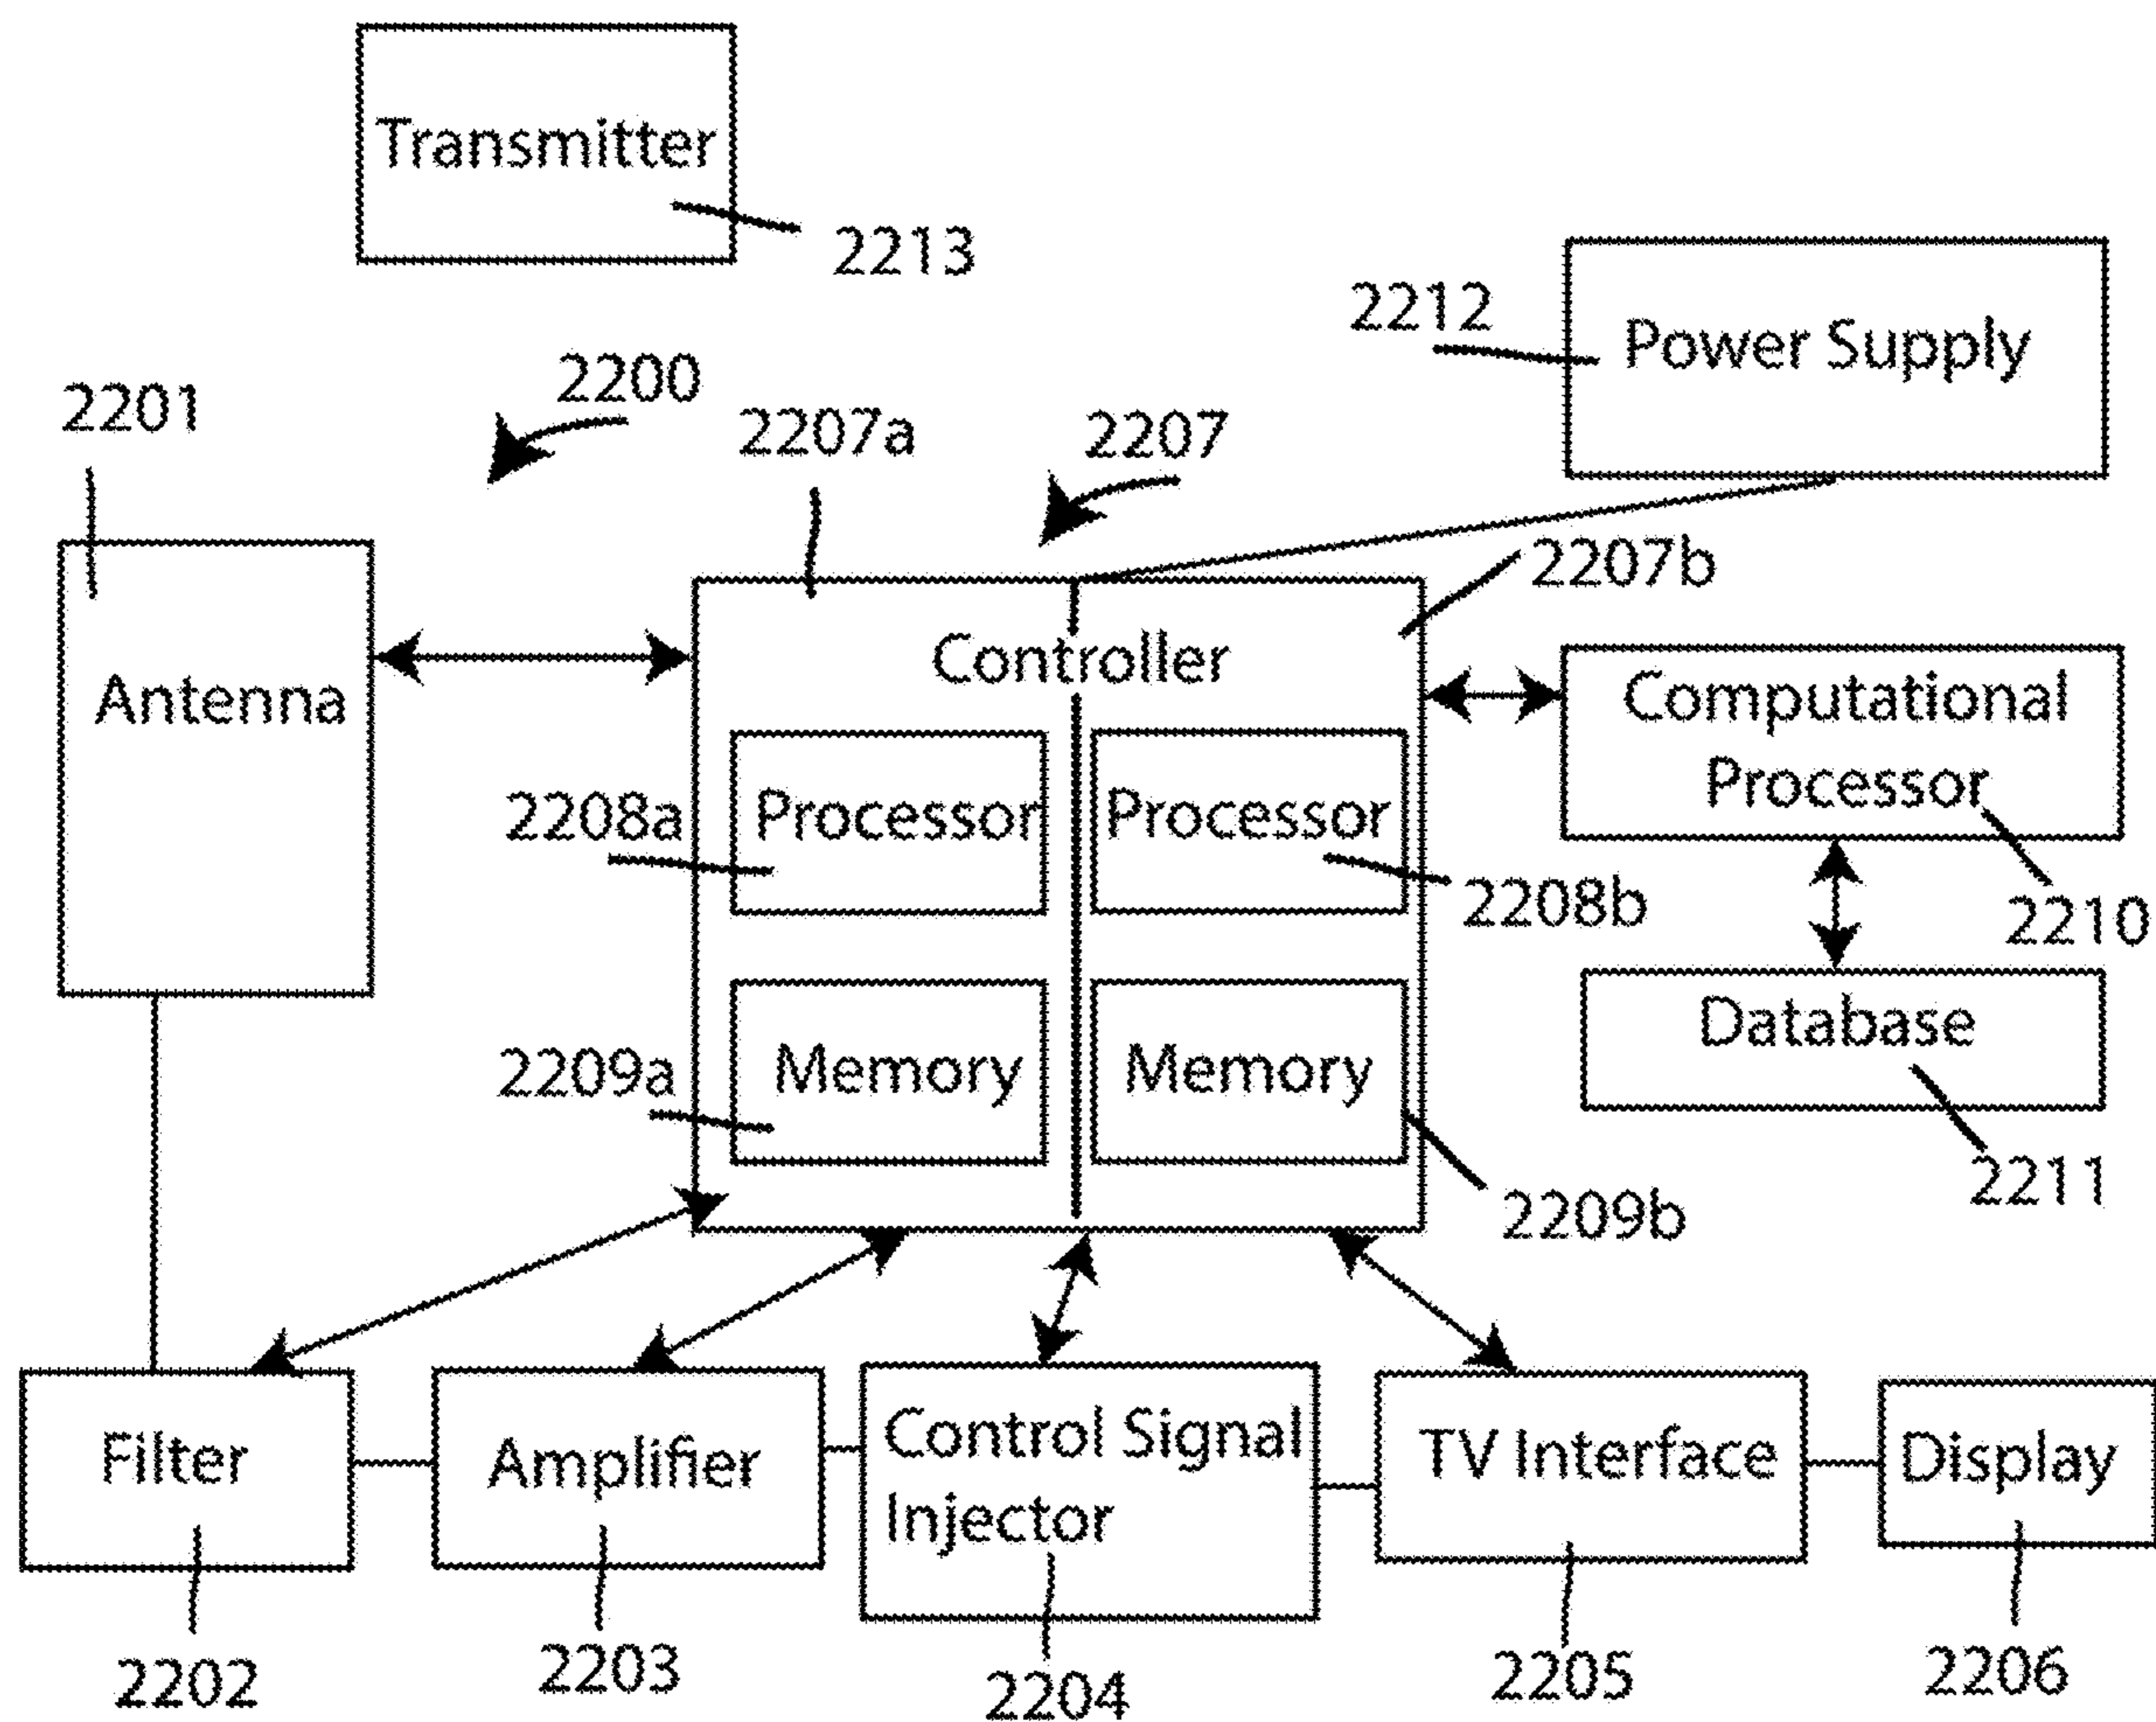 Transmitter
2213
2212
Power Supply
2200
2201
2207a
2207
2207b
Antenna
Controller
Computational
Processor
2208a
Processor
Processor
2208b
2210
Database
2209a
Memory
Memory
2211
2209b
Filter
Amplifier
Control Signal
Injector
TV Interface
Display
2202
2203
2204
2205
2206